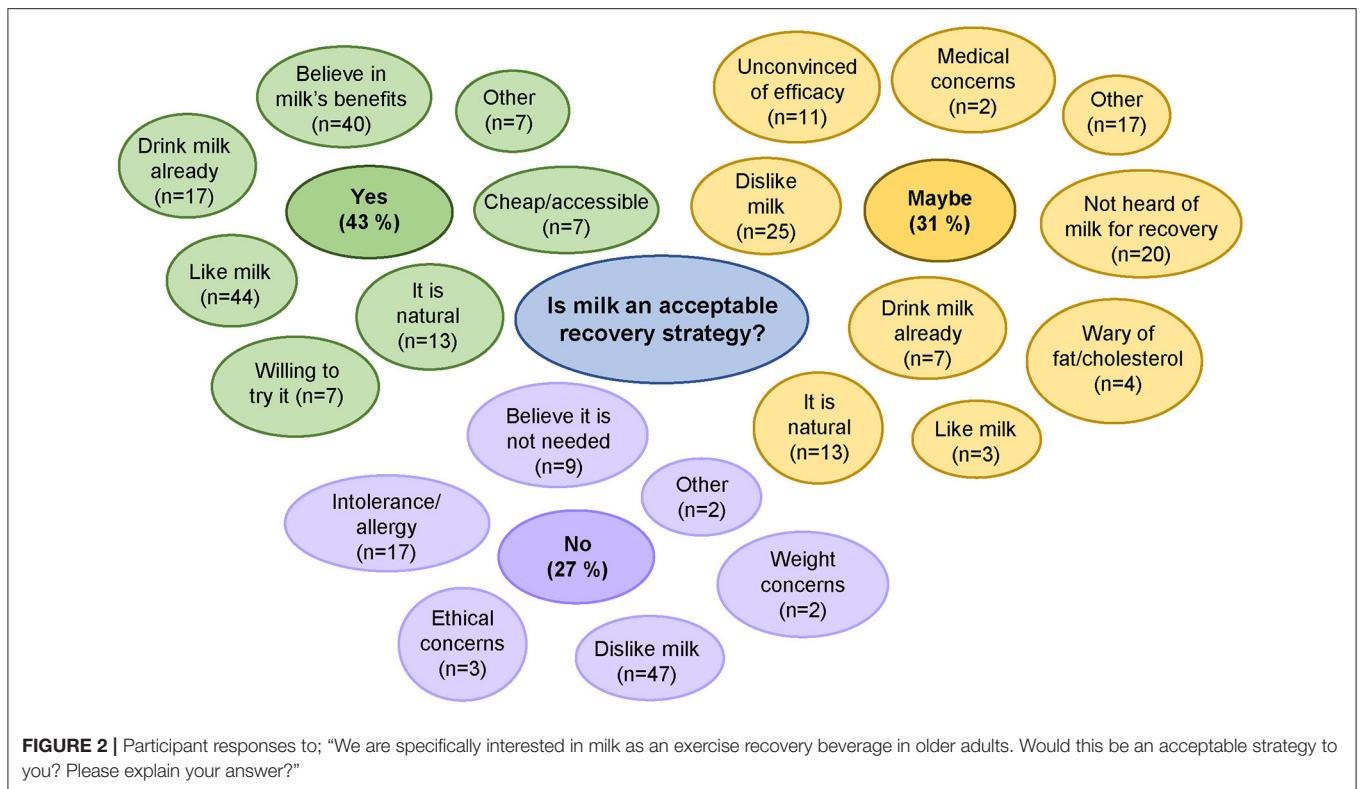 Believe in
milk's benefits
(n=40)
Other
(n=7)
Drink milk
already
(n=17)
Yes
(43 %)
Cheap/accessible
(n=7)
Like milk
(n=44)
It is
natural
(n=13)
Willing to
try it (n=7)
Unconvinced
of efficacy
(n=11)
Medical
concerns
(n=2)
Other
(n=17)
Dislike
milk
(n=25)
Maybe
(31 %)
Not heard of
milk for recovery
(n=20)
Drink milk
already
(n=7)
Wary of
fat/cholesterol
(n=4)
It is
natural
(n=13)
Like milk
(n=3)
Is milk an acceptable
recovery strategy?
Believe it is
not needed
(n=9)
Other
(n=2)
Intolerance/
allergy
(n=17)
No
(27 %)
Weight
concerns
(n=2)
Ethical
concerns
(n=3)
Dislike milk
(n=47)
FIGURE 2 | Participant responses to; “We are specifically interested in milk as an exercise recovery beverage in older adults. Would this be an acceptable strategy to
you? Please explain your answer?”